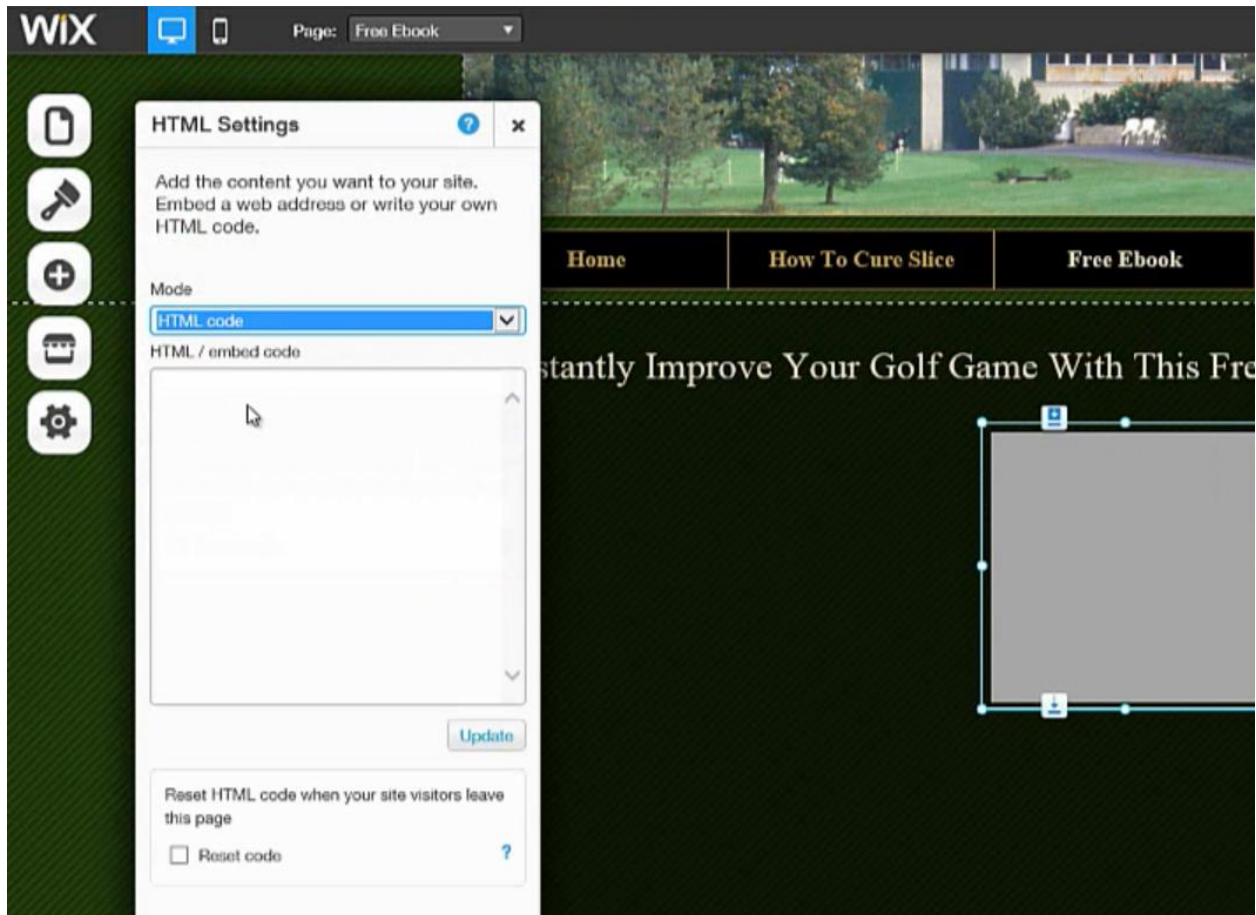 WiX
Page: Free Ebook
HTML Settings
?
x
Add the content you want to your site.
Embed a web address or write your own
HTML code.
Home
How To Cure Slice
Free Ebook
Mode
HTML code
HTML / embed code
stantly Improve Your Golf Game With This Fre
Update
Reset HTML code when your site visitors leave
this page
Reset code
?